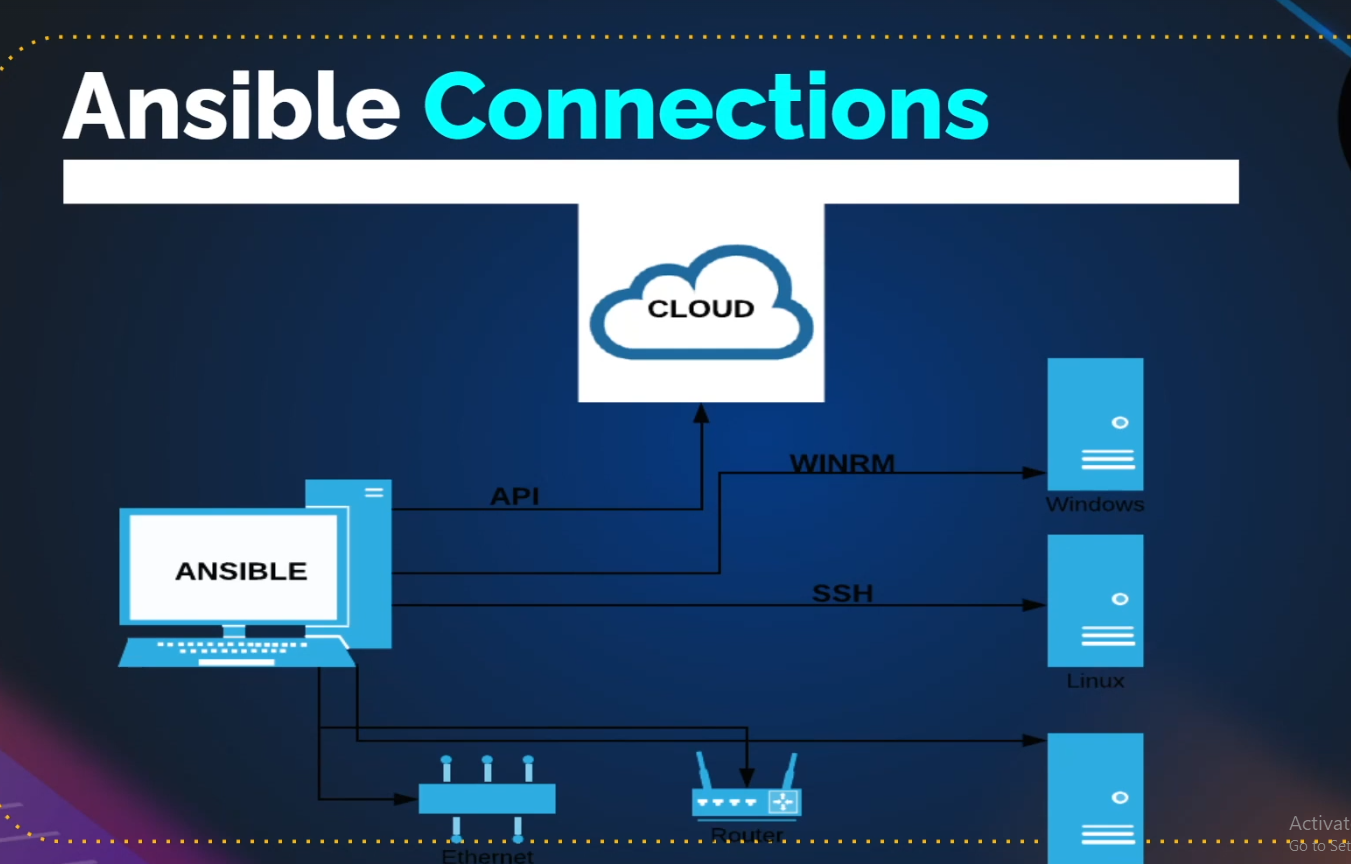 Ansible Connections
CLOUD
WINRM
API
Windows
ANSIBLE
SSH
Linux
Router
Ethernet
Activat
Go to Set